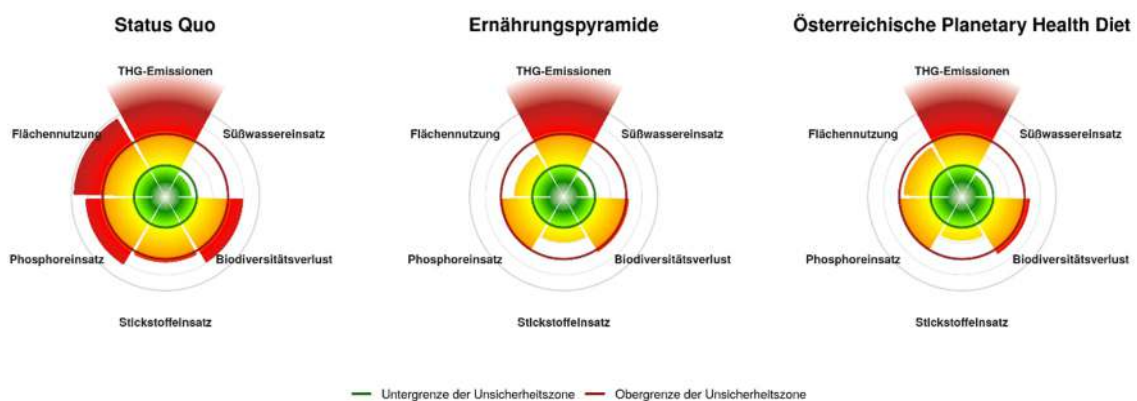 Status Quo
THG-Emissionen
Flächennutzung
Süßwassereinsatz
Phosphoreinsatz
Biodiversitätsverlust
Stickstoffeinsatz
Ernährungspyramide
THG-Emissionen
Flächennutzung
Süßwassereinsatz
Phosphoreinsatz
Biodiversitätsverlust
Stickstoffeinsatz
Österreichische Planetary Health Diet
THG-Emissionen
Flächennutzung
Süßwassereinsatz
Phosphoreinsatz
Biodiversitätsverlust
Stickstoffeinsatz
Untergrenze der Unsicherheitszone
Obergrenze der Unsicherheitszone